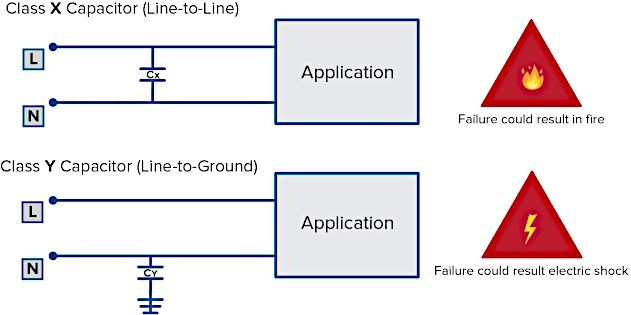 Class X Capacitor (Line-to-Line)
L
Cx
Application
N
Failure could result in fire
Class Y Capacitor (Line-to-Ground)
L
Application
N
CY
Failure could result electric shock